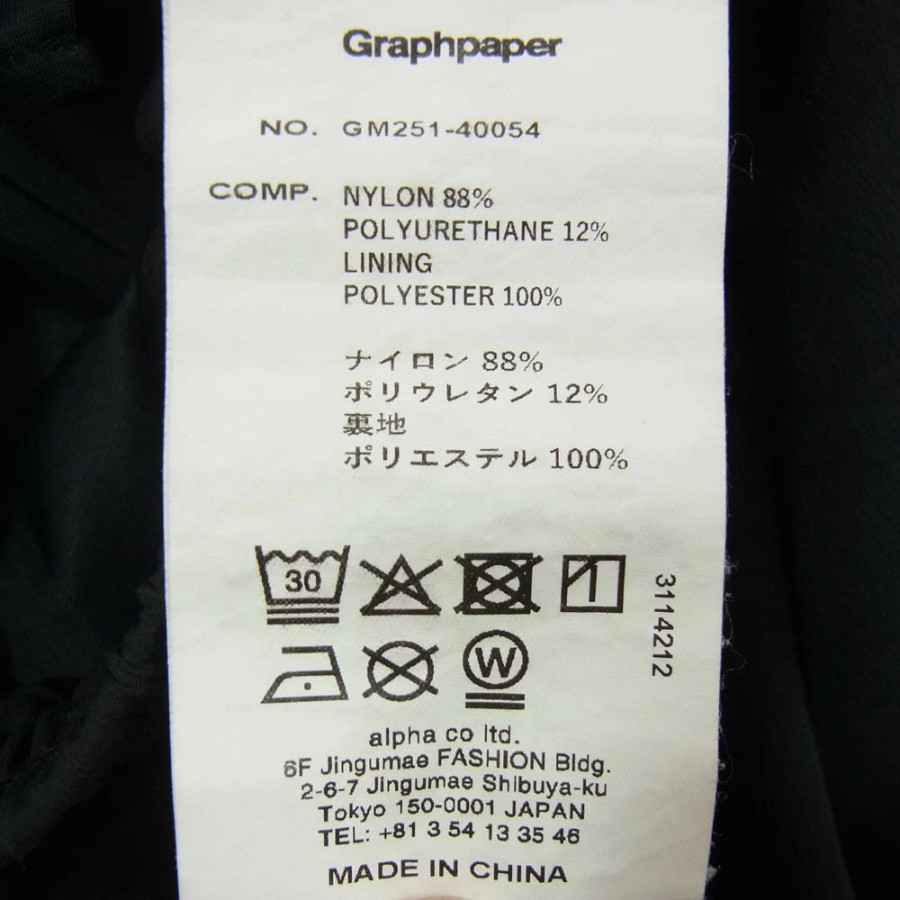 Graphpaper
NO. GM251-40054
COMP. NYLON 88%
POLYURETHANE 12%
LINING
POLYESTER 100%
ナイロン 88%
ポリウレタン 12%
裏地
ポリエステル 100%
30
W
3114212
alpha co ltd.
6F Jingumae FASHION Bldg.
2-6-7 Jingumae Shibuya-ku
Tokyo 150-0001 JAPAN
TEL: +81 3 54 13 35 46
MADE IN CHINA